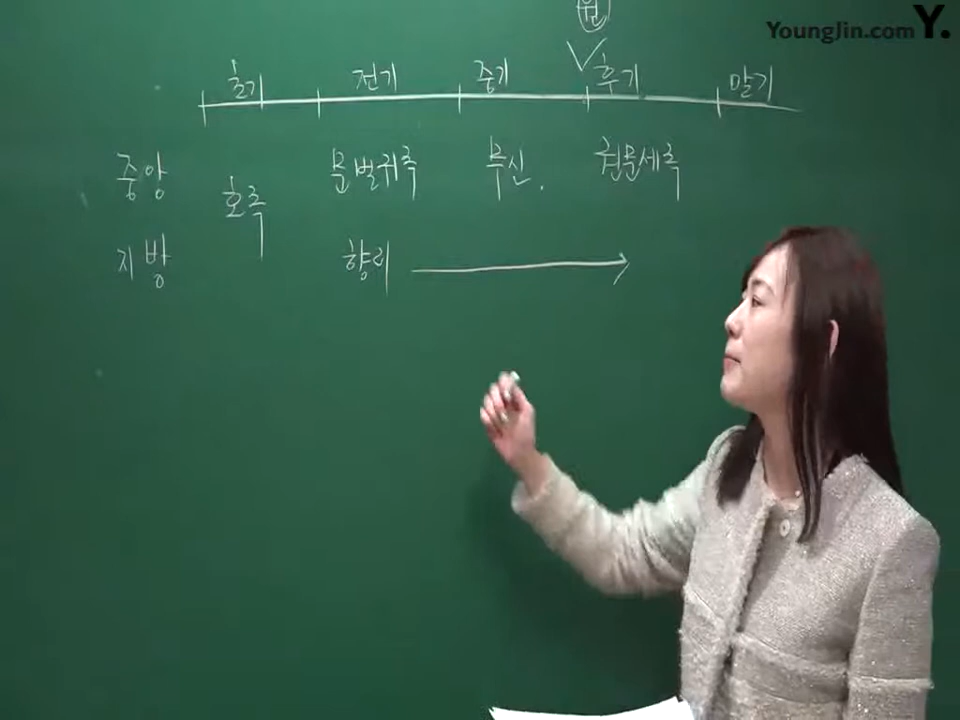 YoungJin.com Y.
원
초기 전기 중기 후기 말기
중앙 호족 문벌귀족 무신. 권문세족
지방 향리